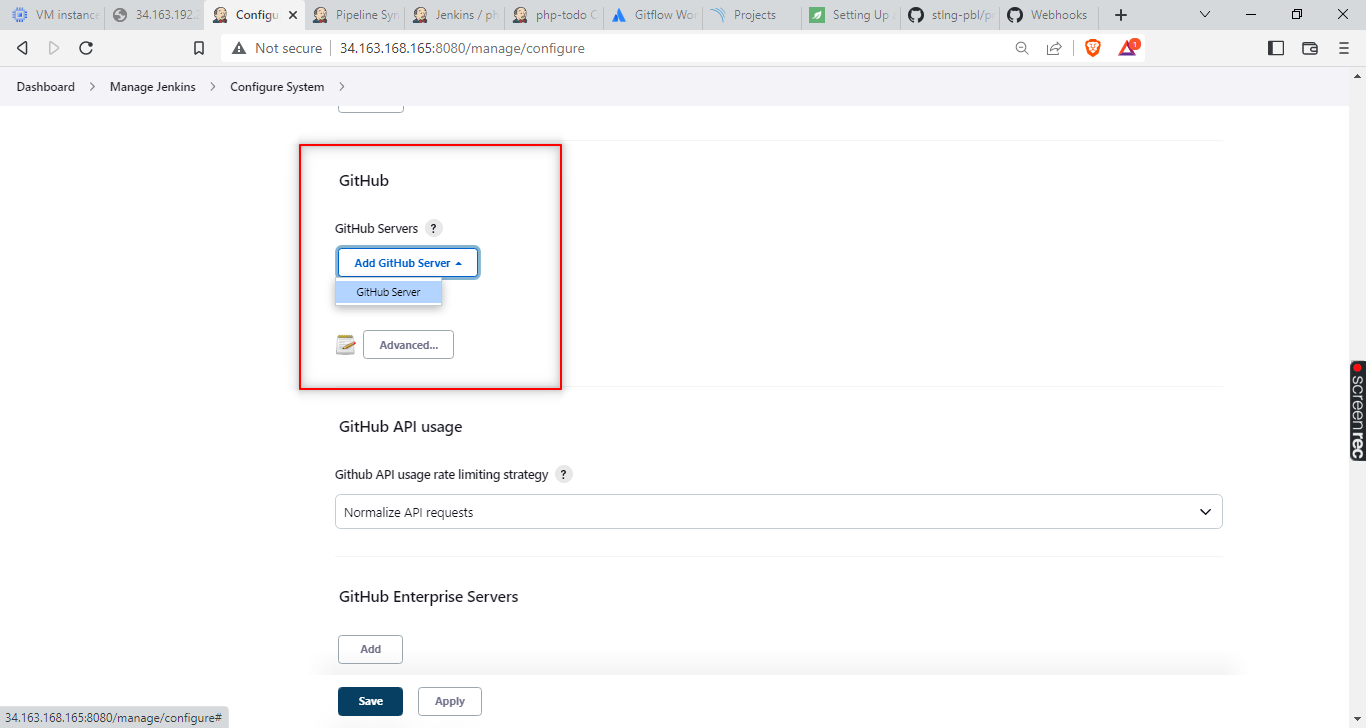 VM instance
34.163.192.2
Configu
Pipeline Syn
Jenkins / ph
php-todo C
Gitflow Wor
Projects
Setting Up a
stlng-pbl/p
Webhooks
Not secure
34.163.168.165:8080/manage/configure
1
Dashboard
Manage Jenkins
Configure System
GitHub
GitHub Servers ?
Add GitHub Server
GitHub Server
Advanced...
GitHub API usage
Github API usage rate limiting strategy ?
Normalize API requests
GitHub Enterprise Servers
Add
Save
Apply
34.163.168.165:8080/manage/configure#
screenrec